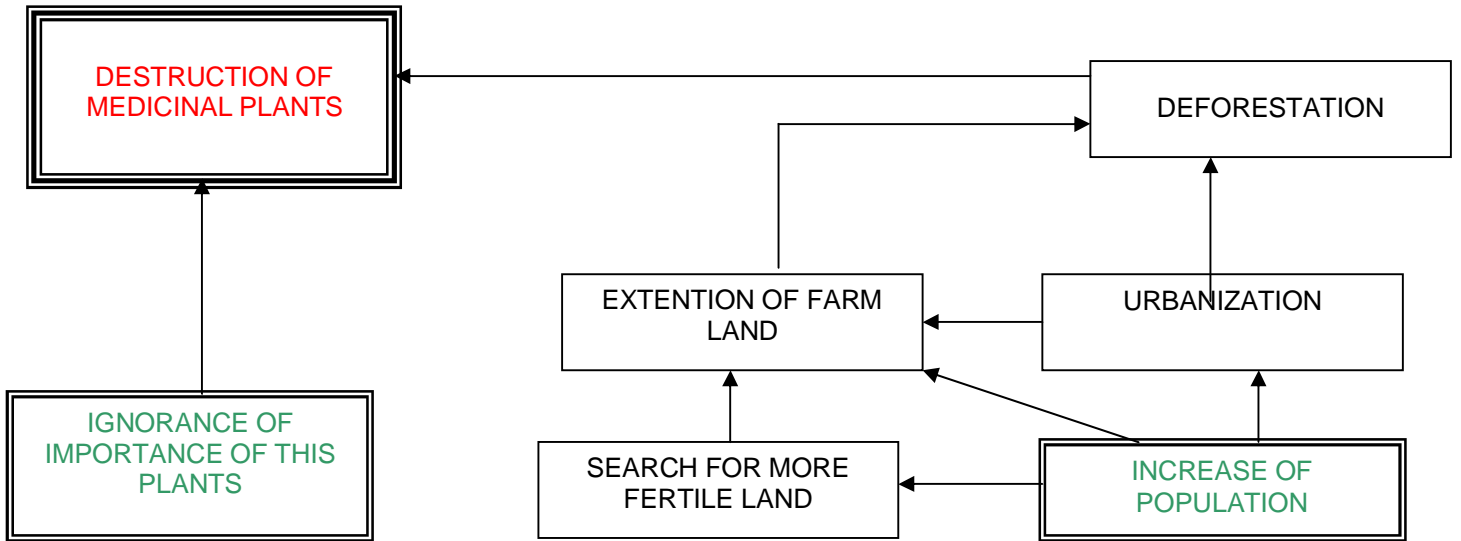 DESTRUCTION OF
MEDICINAL PLANTS
DEFORESTATION
EXTENTION OF FARM
LAND
URBANIZATION
IGNORANCE OF
IMPORTANCE OF THIS
PLANTS
SEARCH FOR MORE
FERTILE LAND
INCREASE OF
POPULATION